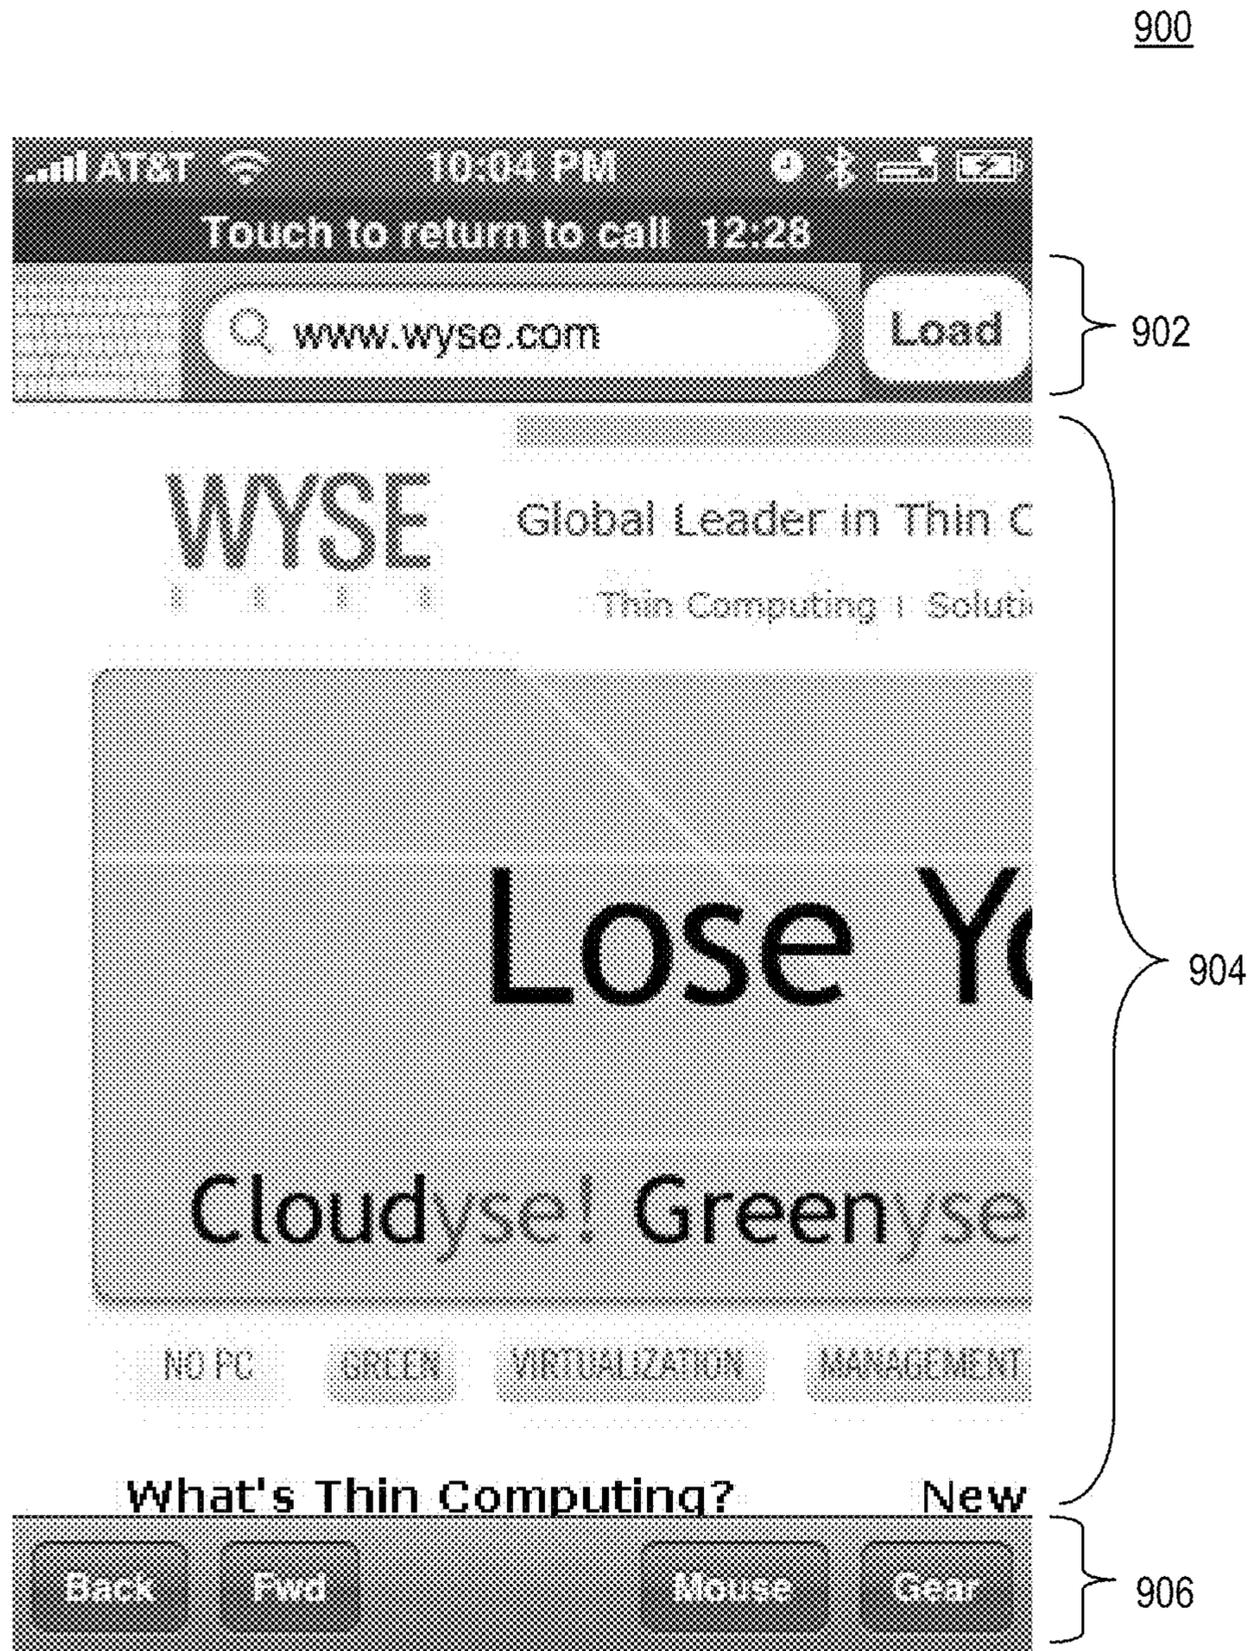 900
AT&T 10:04 PM
Touch to return to call 12:28
www.wyse.com Load
902
WYSE
Global Leader in Thin C
Thin Computing | Soluti
Lose Yo
904
Cloudyse! Greenyse
NO PC GREEN VIRTUALIZATION MANAGEMENT
What's Thin Computing? New
Back Fwd Mouse Gear
906